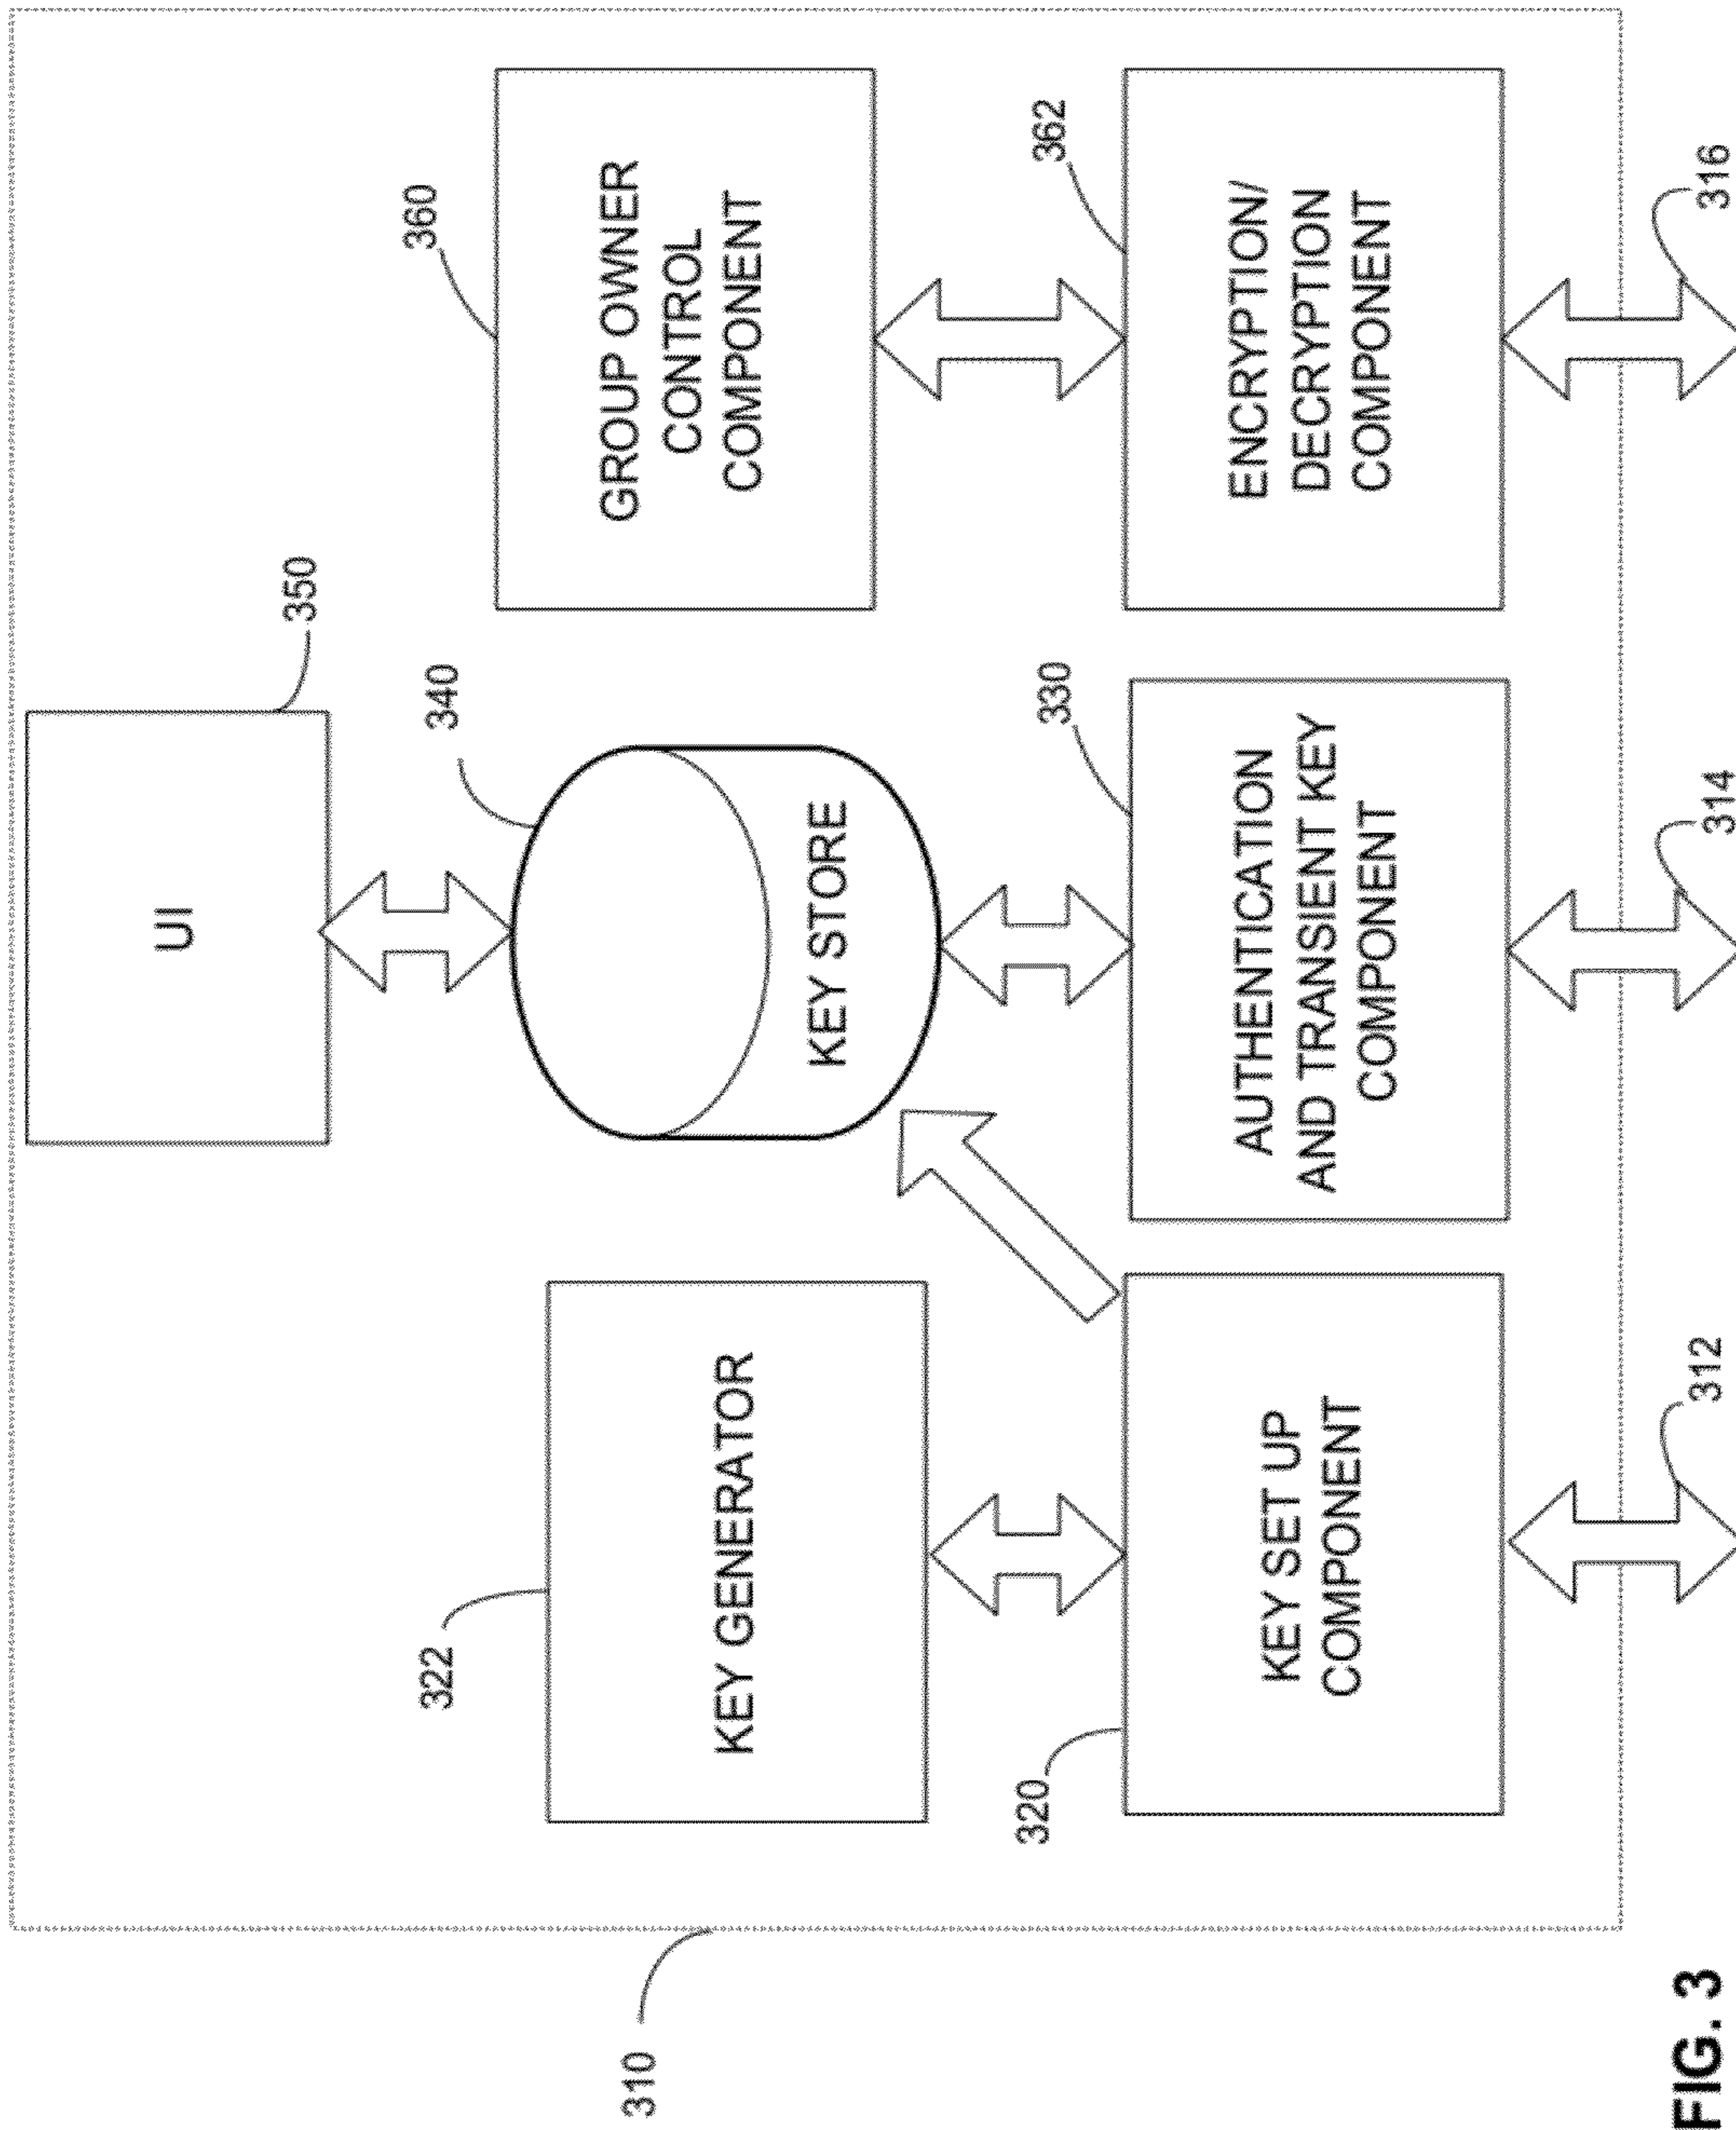 UI
350
322
KEY GENERATOR
340
KEY STORE
360
GROUP OWNER
CONTROL
COMPONENT
320
KEY SET UP
COMPONENT
330
AUTHENTICATION
AND TRANSIENT KEY
COMPONENT
362
ENCRYPTION/
DECRYPTION
COMPONENT
310
312
314
316
FIG. 3